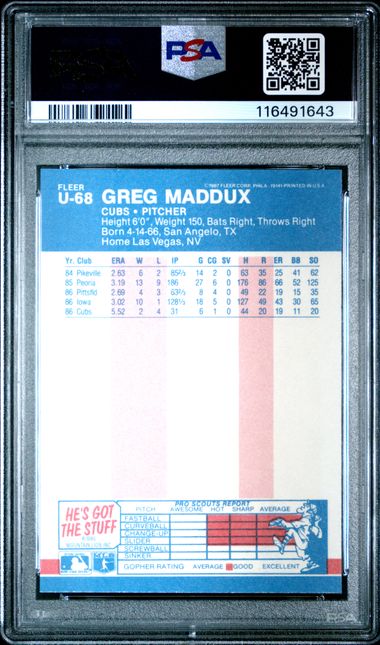 PSA
116491643
FLEER
U-68 GREG MADDUX
©1987 FLEER CORP. PHILA. 19141-PRINTED IN U.S.A.
CUBS • PITCHER
Height 6'0", Weight 150, Bats Right, Throws Right
Born 4-14-66, San Angelo, TX
Home Las Vegas, NV
Yr. Club ERA W L IP G CG SV H R ER BB SO
84 Pikeville 2.63 6 2 85⅔ 14 2 0 63 35 25 41 62
85 Peoria 3.19 13 9 186 27 6 0 176 86 66 52 125
86 Pittsfld 2.69 4 3 63⅔ 8 4 0 49 22 19 15 35
86 Iowa 3.02 10 1 128⅓ 18 5 0 127 49 43 30 65
86 Cubs 5.52 2 4 31 6 1 0 44 20 19 11 20
HE'S GOT
THE STUFF
PRO SCOUTS REPORT
PITCH AWESOME HOT SHARP AVERAGE
FASTBALL
CURVEBALL
CHANGE-UP
SLIDER
SCREWBALL
SINKER
GOPHER RATING AVERAGE GOOD EXCELLENT
PSA